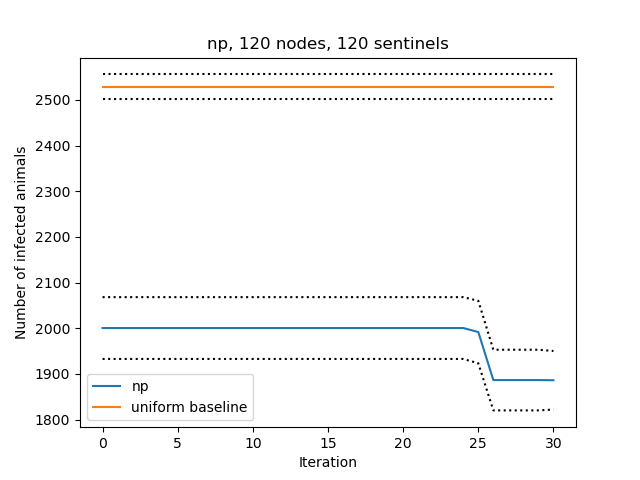 np, 120 nodes, 120 sentinels
Number of infected animals
2500
2400
2300
2200
2100
2000
1900
1800
np
uniform baseline
0 5 10 15 20 25 30
Iteration